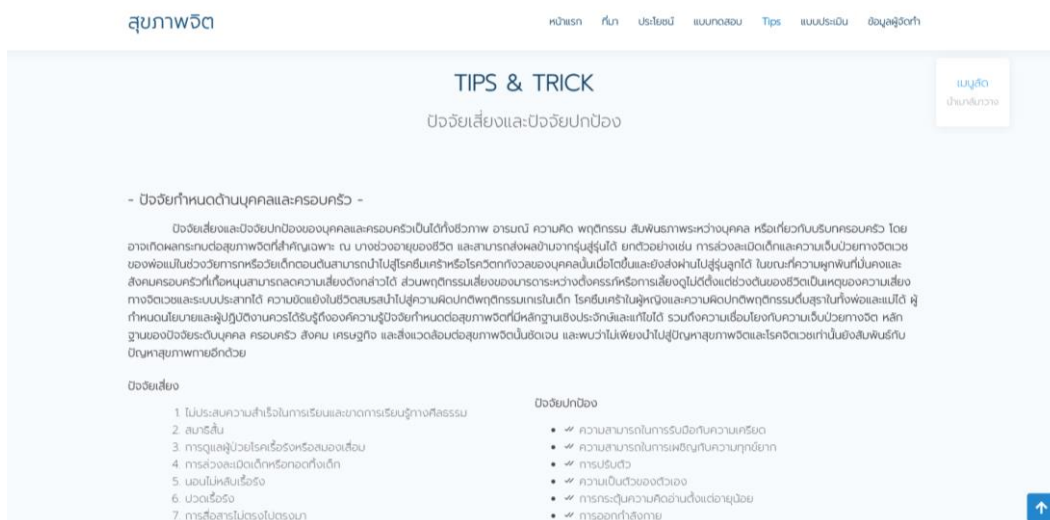 สุขภาพจิต
หน้าแรก ที่มา ประโยชน์ แบบทดสอบ Tips แบบประเมิน ข้อมูลผู้จัดทำ
TIPS & TRICK
ปัจจัยเสี่ยงและปัจจัยปกป้อง
เมนูลัด
นำเมาส์มาวาง
- ปัจจัยกำหนดด้านบุคคลและครอบครัว -
ปัจจัยเสี่ยงและปัจจัยปกป้องของบุคคลและครอบครัวเป็นได้ทั้งชีวภาพ อารมณ์ ความคิด พฤติกรรม สัมพันธภาพระหว่างบุคคล หรือเกี่ยวกับบริบทครอบครัว โดย
อาจเกิดผลกระทบต่อสุขภาพจิตที่สำคัญเฉพาะ ณ บางช่วงอายุของชีวิต และสามารถส่งผลข้ามจากรุ่นสู่รุ่นได้ ยกตัวอย่างเช่น การล่วงละเมิดเด็กและความเจ็บป่วยทางจิตเวช
ของพ่อแม่ในช่วงวัยทารกหรือวัยเด็กตอนต้นสามารถนำไปสู่โรคซึมเศร้าหรือโรควิตกกังวลของบุคคลนั้นเมื่อโตขึ้นและยังส่งผ่านไปสู่รุ่นลูกได้ ในขณะที่ความผูกพันที่มั่นคงและ
สังคมครอบครัวที่เกื้อหนุนสามารถลดความเสี่ยงดังกล่าวได้ ส่วนพฤติกรรมเสี่ยงของมารดาระหว่างตั้งครรภ์หรือการเลี้ยงดูไม่ดีตั้งแต่ช่วงต้นของชีวิตเป็นเหตุของความเสี่ยง
ทางจิตเวชและระบบประสาทได้ ความขัดแย้งในชีวิตสมรสนำไปสู่ความผิดปกติพฤติกรรมเกเรในเด็ก โรคซึมเศร้าในผู้หญิงและความผิดปกติพฤติกรรมดื่มสุราในทั้งพ่อและแม่ได้ ผู้
กำหนดนโยบายและผู้ปฏิบัติงานควรได้รับรู้ถึงองค์ความรู้ปัจจัยกำหนดต่อสุขภาพจิตที่มีหลักฐานเชิงประจักษ์และแก้ไขได้ รวมถึงความเชื่อมโยงกับความเจ็บป่วยทางจิต หลัก
ฐานของปัจจัยระดับบุคคล ครอบครัว สังคม เศรษฐกิจ และสิ่งแวดล้อมต่อสุขภาพจิตนั้นชัดเจน และพบว่าไม่เพียงนำไปสู่ปัญหาสุขภาพจิตและโรคจิตเวชเท่านั้นยังสัมพันธ์กับ
ปัญหาสุขภาพกายอีกด้วย
ปัจจัยเสี่ยง
1. ไม่ประสบความสำเร็จในการเรียนและขาดการเรียนรู้ทางศีลธรรม
2. สมาธิสั้น
3. การดูแลผู้ป่วยโรคเรื้อรังหรือสมองเสื่อม
4. การล่วงละเมิดเด็กหรือทอดทิ้งเด็ก
5. นอนไม่หลับเรื้อรัง
6. ปวดเรื้อรัง
7. การสื่อสารไม่ตรงไปตรงมา
ปัจจัยปกป้อง
ความสามารถในการรับมือกับความเครียด
ความสามารถในการเผชิญกับความทุกข์ยาก
การปรับตัว
ความเป็นตัวของตัวเอง
การกระตุ้นความคิดอ่านตั้งแต่อายุน้อย
การออกกำลังกาย